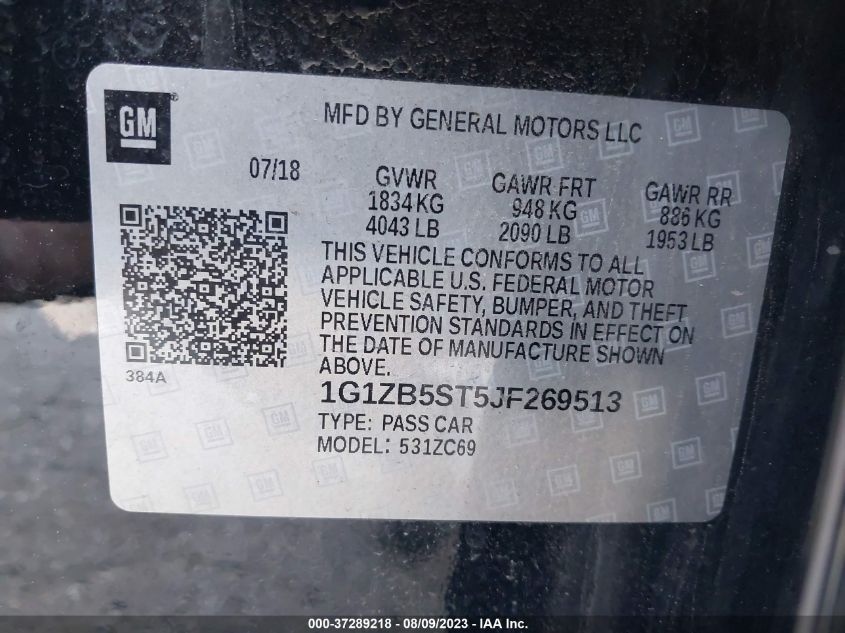 GM
MFD BY GENERAL MOTORS LLC
07/18
GVWR
1834 KG
4043 LB
GAWR FRT
948 KG
2090 LB
GAWR RR
886 KG
1953 LB
THIS VEHICLE CONFORMS TO ALL
APPLICABLE U.S. FEDERAL MOTOR
VEHICLE SAFETY, BUMPER, AND THEFT
PREVENTION STANDARDS IN EFFECT ON
THE DATE OF MANUFACTURE SHOWN
ABOVE.
384A
1G1ZB5ST5JF269513
TYPE: PASS CAR
MODEL: 531ZC69
000-37289218 - 08/09/2023 - IAA Inc.